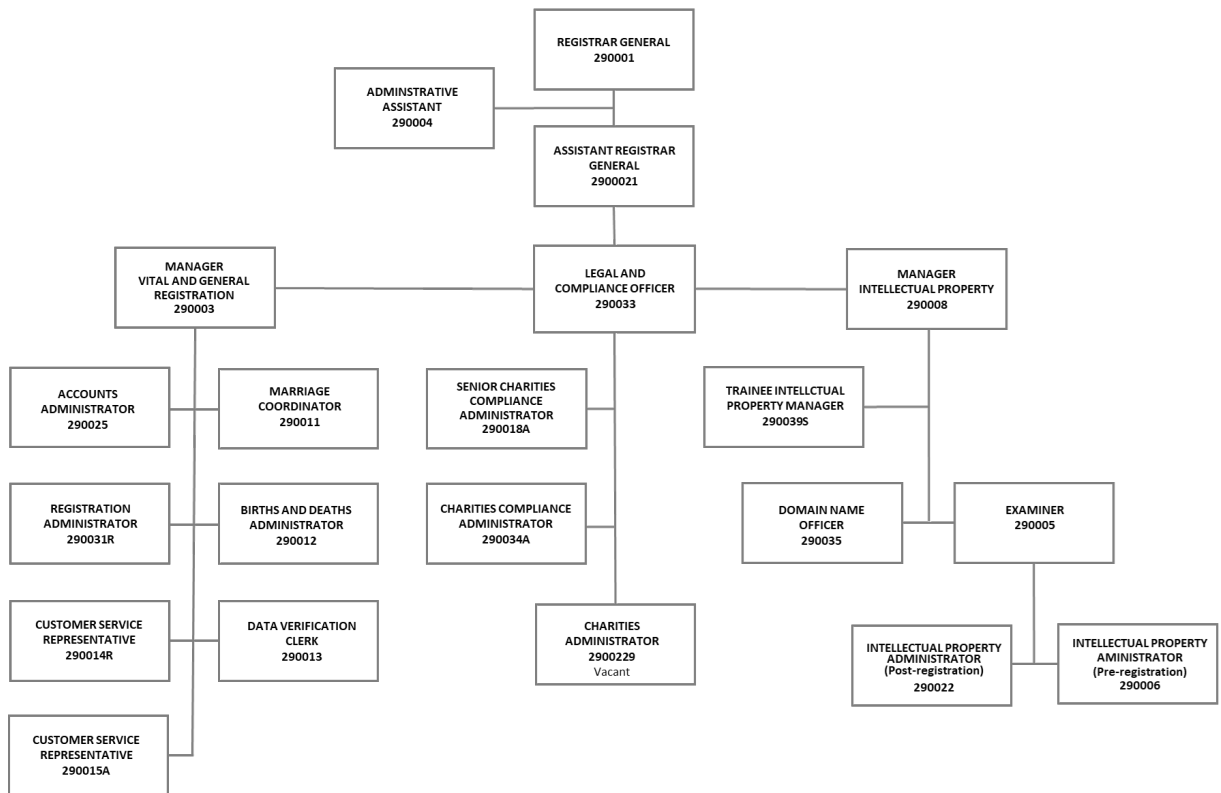 REGISTRAR GENERAL
290001
ADMINSTRATIVE
ASSISTANT
290004
ASSISTANT REGISTRAR
GENERAL
2900021
MANAGER
VITAL AND GENERAL
REGISTRATION
290003
LEGAL AND
COMPLIANCE OFFICER
290033
MANAGER
INTELLECTUAL PROPERTY
290008
ACCOUNTS
ADMINISTRATOR
290025
MARRIAGE
COORDINATOR
290011
SENIOR CHARITIES
COMPLIANCE
ADMINISTRATOR
290018A
TRAINEE INTELLCTUAL
PROPERTY MANAGER
290039S
REGISTRATION
ADMINISTRATOR
290031R
BIRTHS AND DEATHS
ADMINISTRATOR
290012
CHARITIES COMPLIANCE
ADMINISTRATOR
290034A
DOMAIN NAME
OFFICER
290035
EXAMINER
290005
CUSTOMER SERVICE
REPRESENTATIVE
290014R
DATA VERIFICATION
CLERK
290013
CHARITIES
ADMINISTRATOR
2900229
Vacant
INTELLECTUAL PROPERTY
ADMINISTRATOR
(Post-registration)
290022
INTELLECTUAL PROPERTY
AMINISTRATOR
(Pre-registration)
290006
CUSTOMER SERVICE
REPRESENTATIVE
290015A